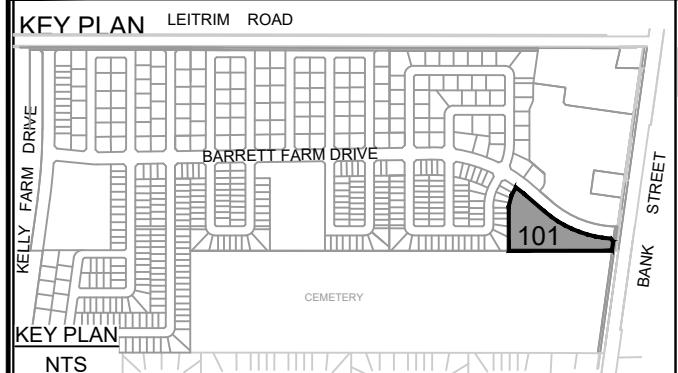 KEY PLAN
LEITRIM ROAD
KELLY FARM DRIVE
BARRETT FARM DRIVE
BANK STREET
101
CEMETERY
KEY PLAN
NTS